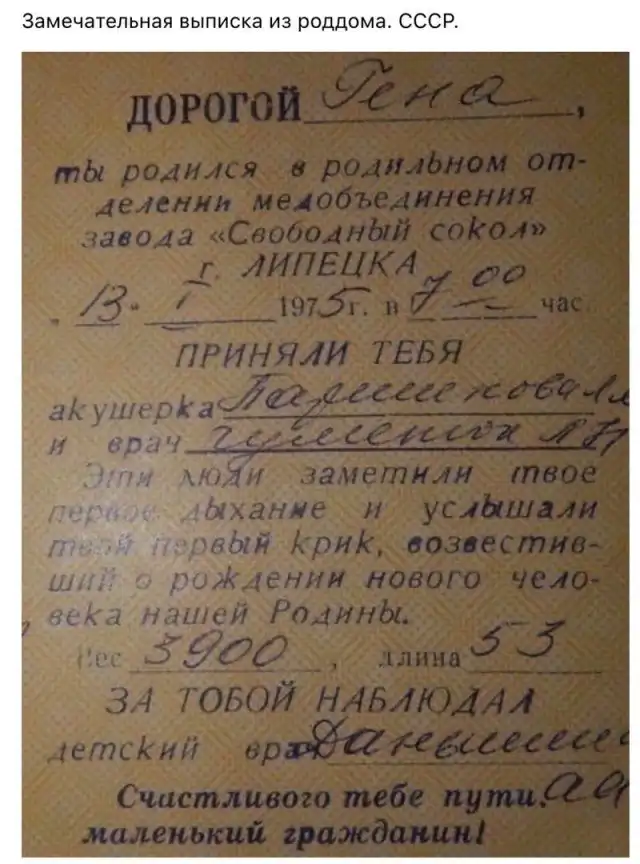 Замечательная выписка из роддома. СССР.
ДОРОГОЙ Гена,
ты родился в родильном от-
делении медобъединения
завода «Свободный сокол»
г. ЛИПЕЦКА
13. I 1975г. в 7 00 час.
ПРИНЯЛИ ТЕБЯ
акушерка
и врач
Эти люди заметили твое
первое дыхание и услышали
твой первый крик, возвестив-
ший о рождении нового чело-
века нашей Родины.
Вес 3900, длина 53
ЗА ТОБОЙ НАБЛЮДАЛ
детский врач
Счастливого тебе пути,
маленький гражданин!